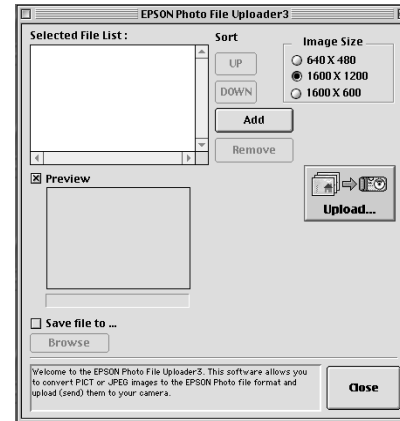 EPSON Photo File Uploader3
Selected File List :
Sort
UP
DOWN
Image Size
640 X 480
1600 X 1200
1600 X 600
Add
Remove
Preview
Upload...
Save file to ...
Browse
Welcome to the EPSON Photo File Uploader3. This software allows you
to convert PICT or JPEG images to the EPSON Photo file format and
upload (send) them to your camera.
Close